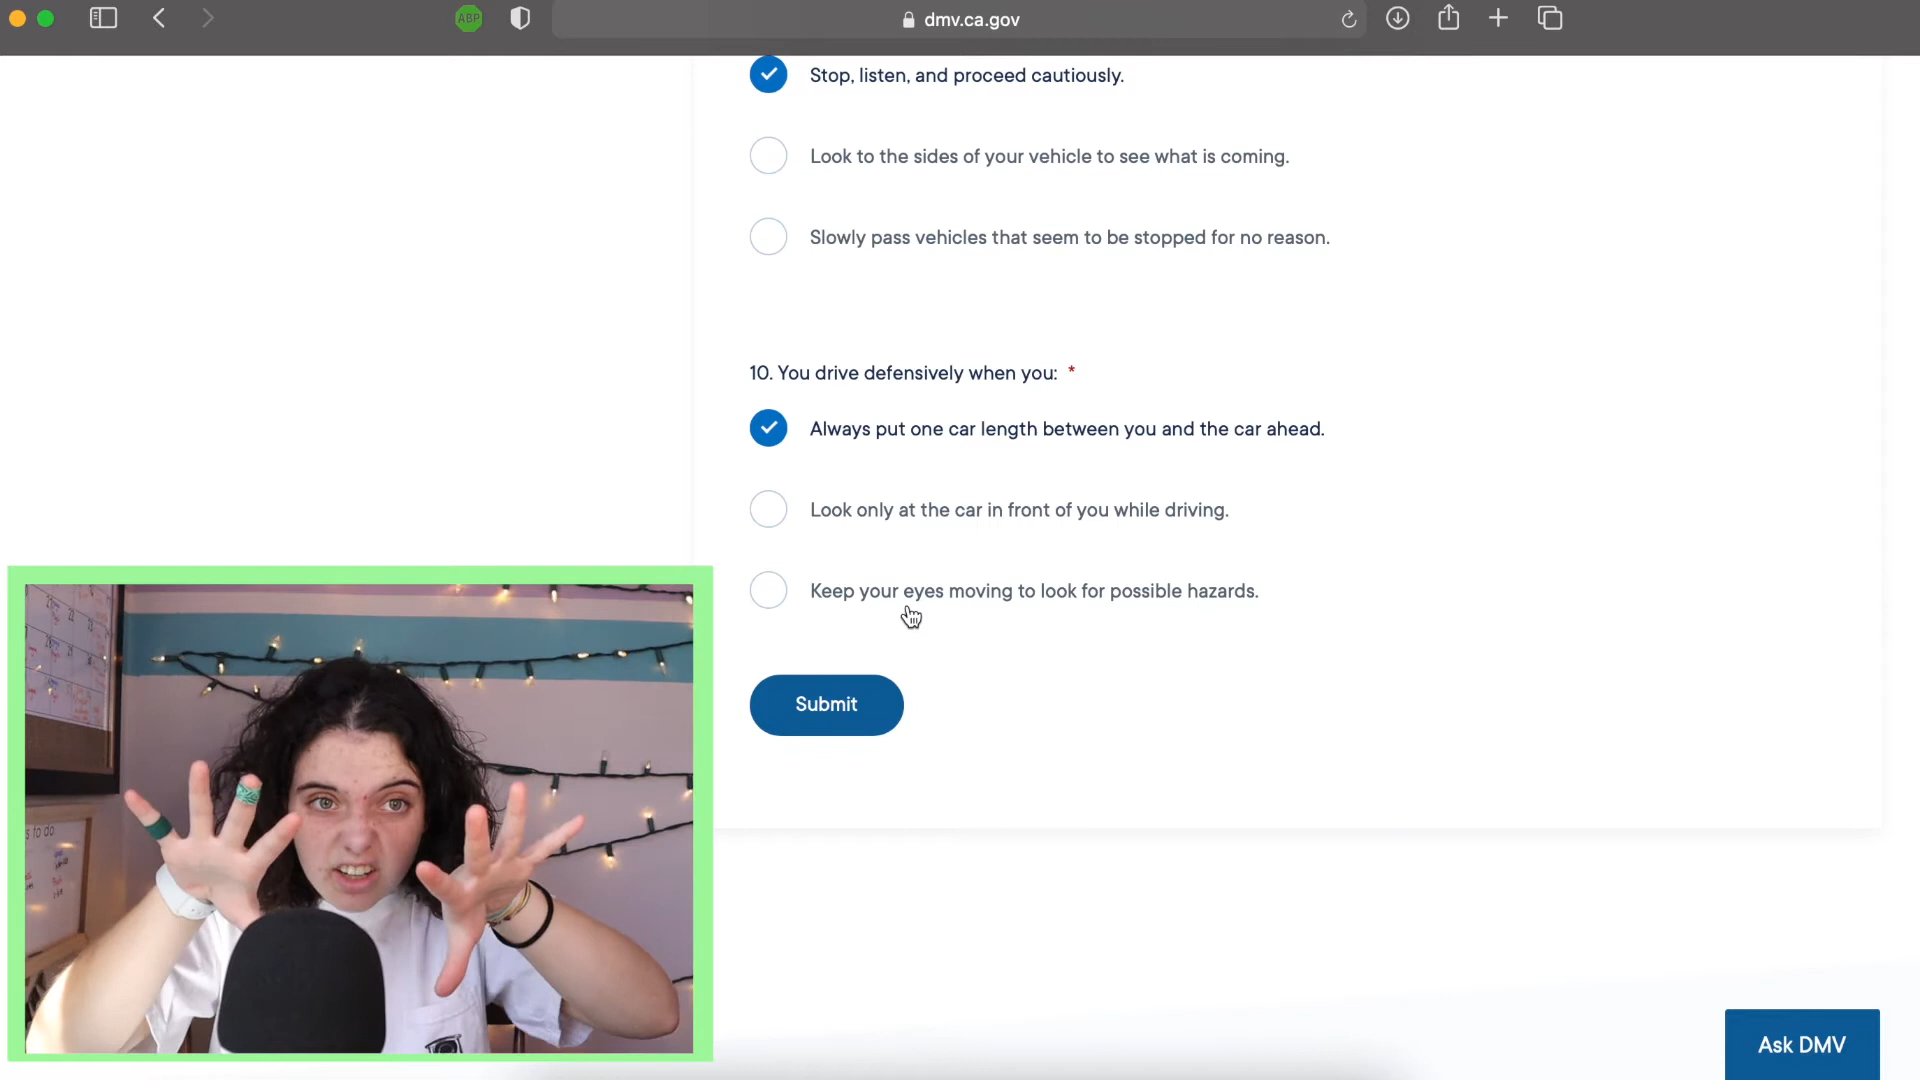 ABP
dmv.ca.gov
Stop, listen, and proceed cautiously.
Look to the sides of your vehicle to see what is coming.
Slowly pass vehicles that seem to be stopped for no reason.
10. You drive defensively when you: *
Always put one car length between you and the car ahead.
Look only at the car in front of you while driving.
Keep your eyes moving to look for possible hazards.
Submit
s to do
Ask DMV